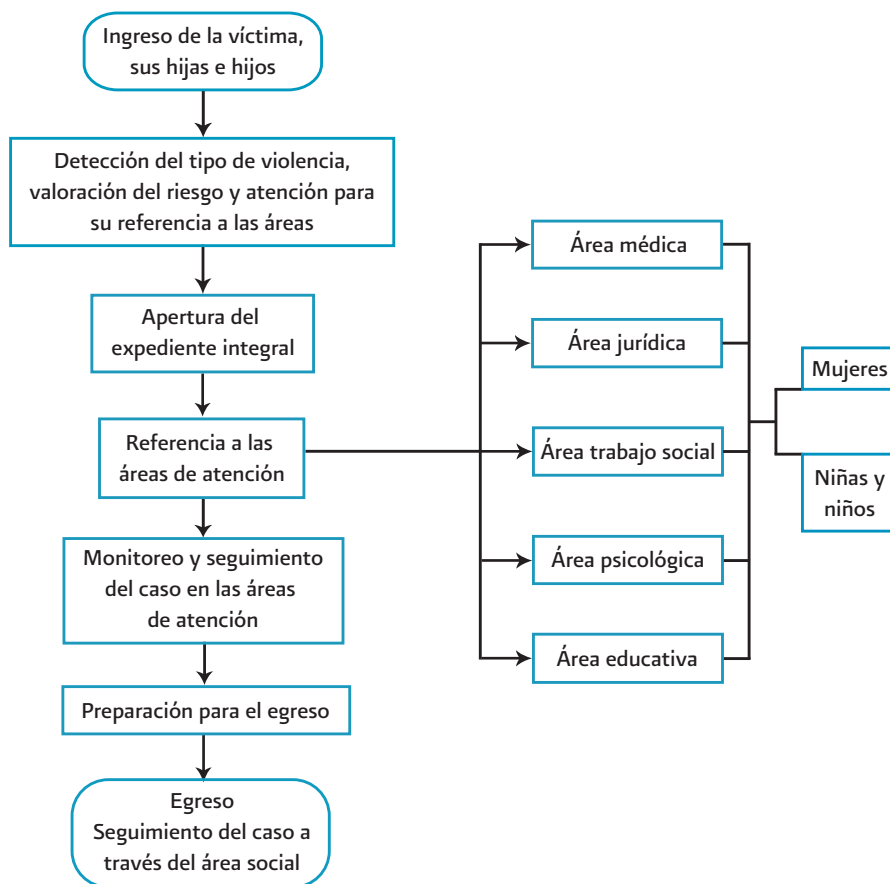 Ingreso de la víctima,
sus hijas e hijos
Detección del tipo de violencia,
valoración del riesgo y atención para
su referencia a las áreas
Apertura del
expediente integral
Referencia a las
áreas de atención
Monitoreo y seguimiento
del caso en las áreas
de atención
Preparación para el egreso
Egreso
Seguimiento del caso a
través del área social
Área médica
Área jurídica
Área trabajo social
Área psicológica
Área educativa
Mujeres
Niñas y
niños